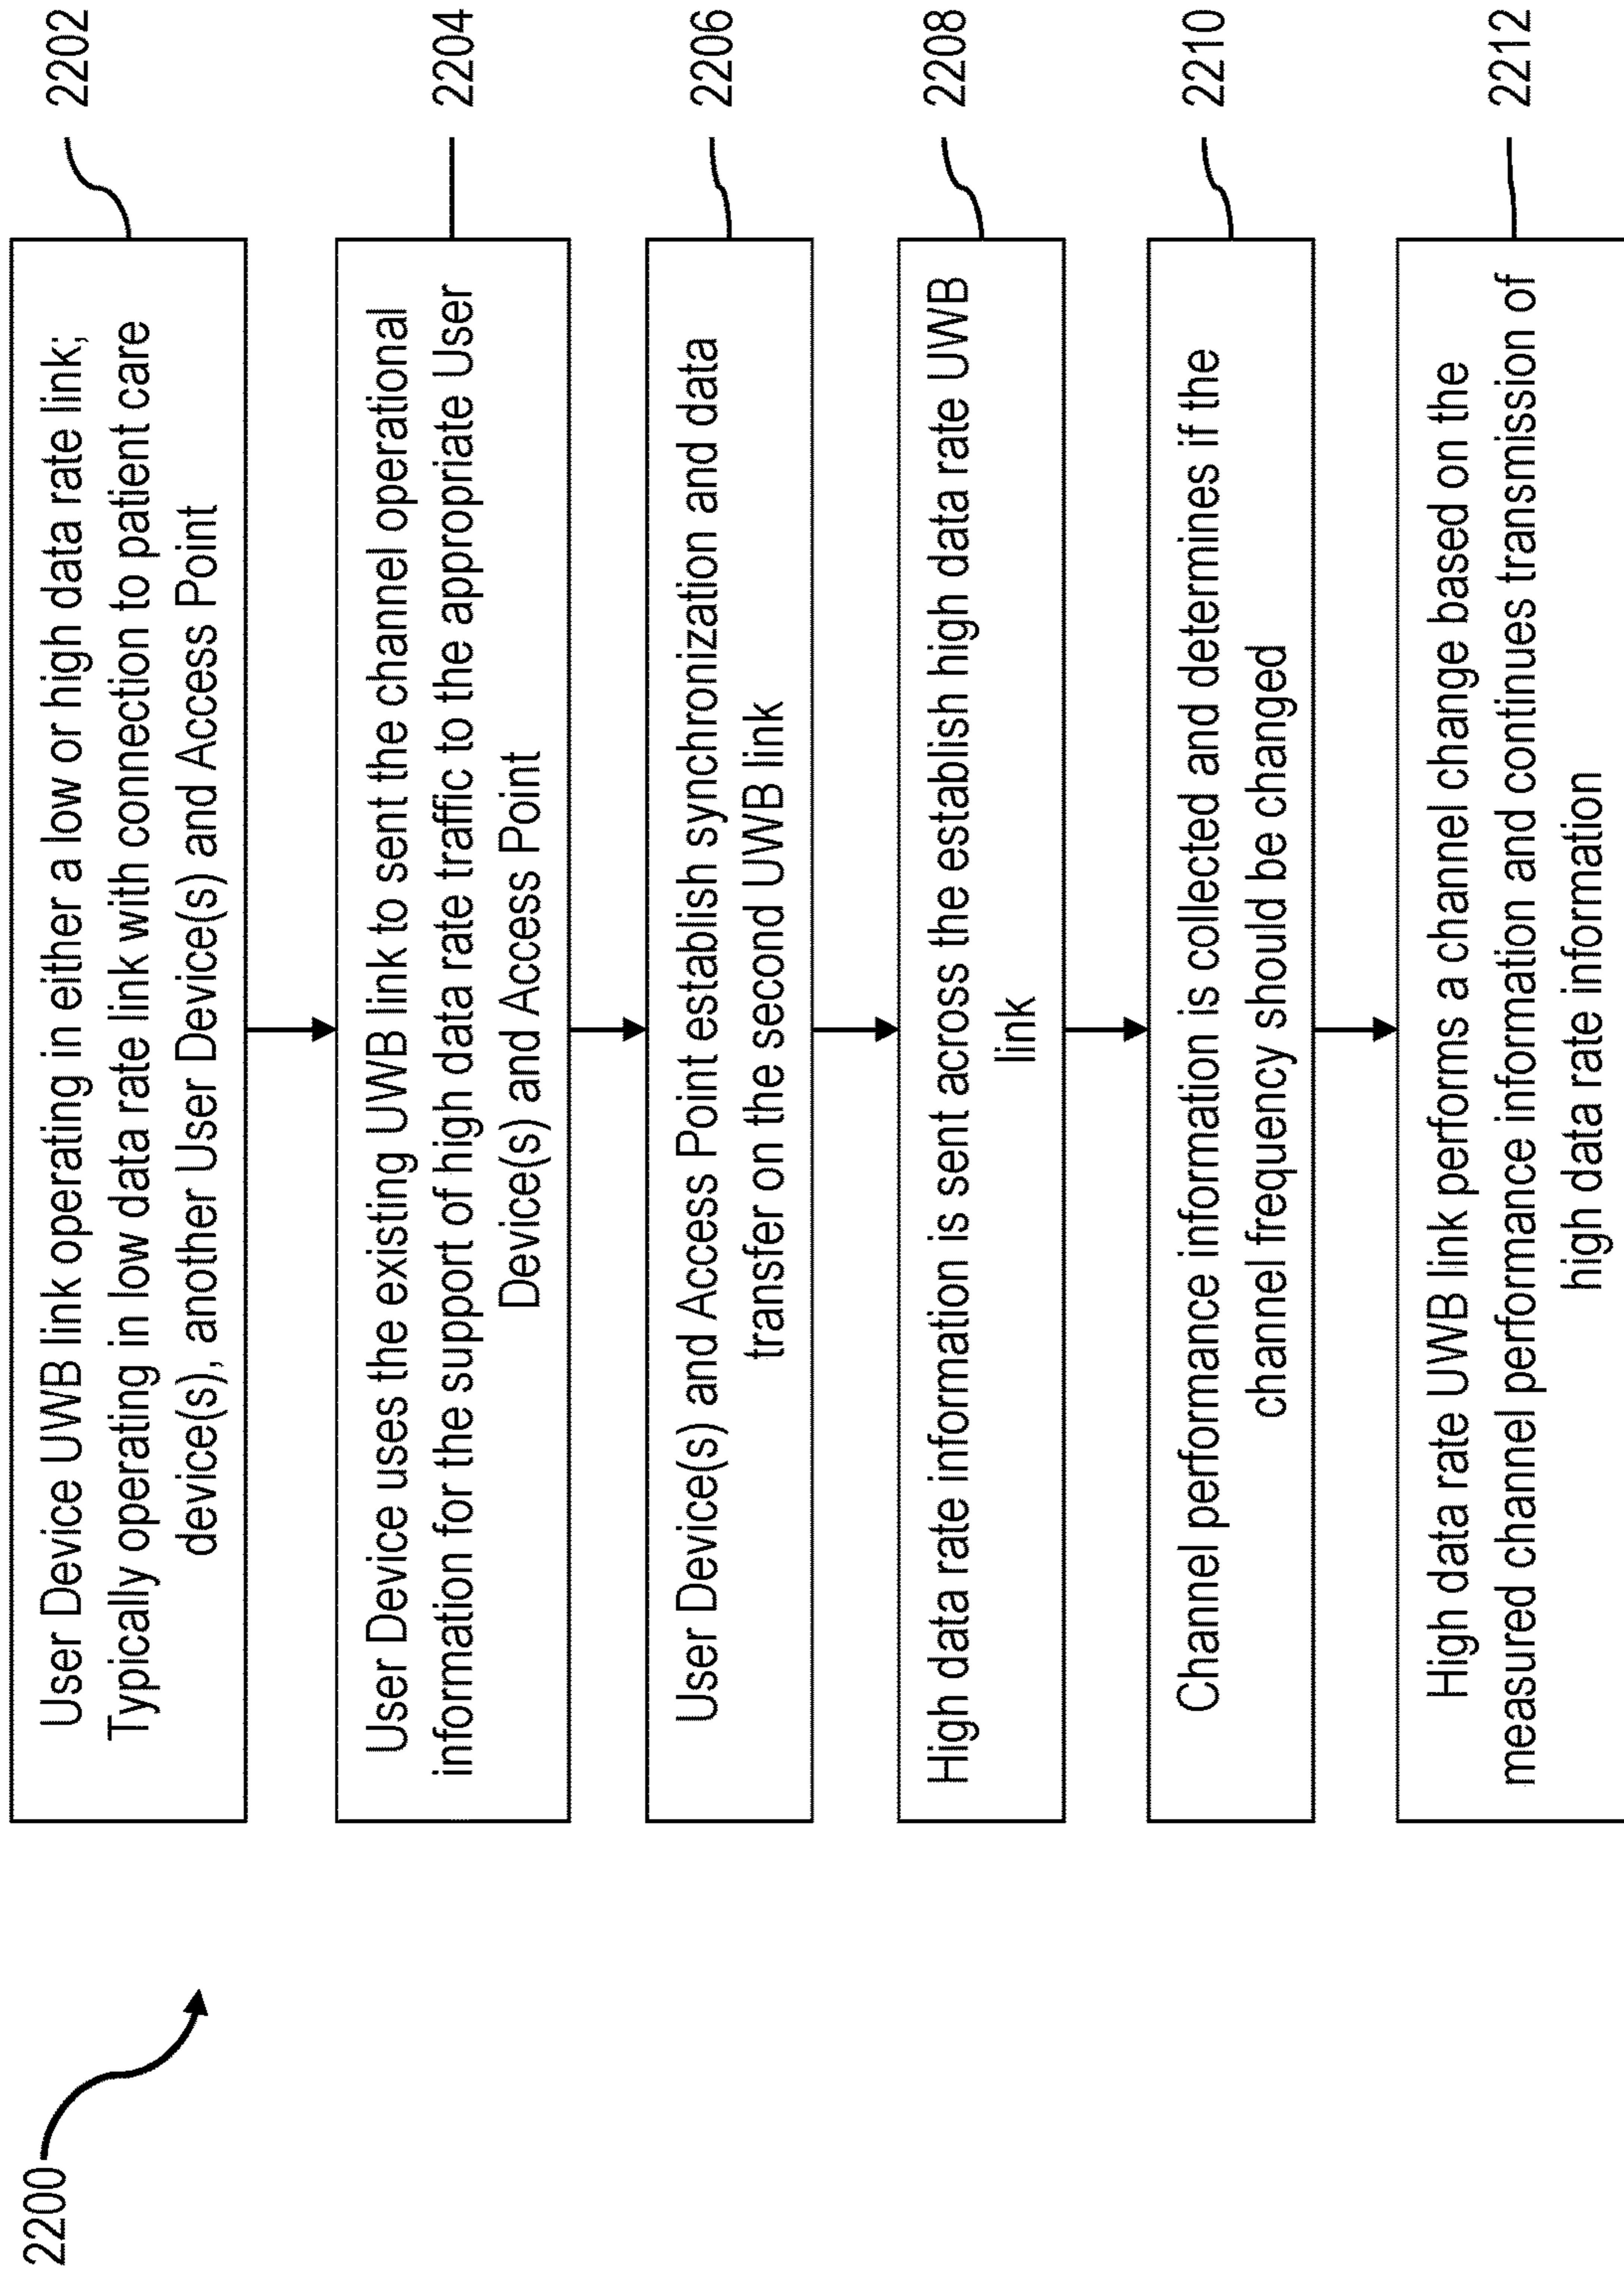 2200
User Device UWB link operating in either a low or high data rate link;
Typically operating in low data rate link with connection to patient care
device(s), another User Device(s) and Access Point
2202
User Device uses the existing UWB link to sent the channel operational
information for the support of high data rate traffic to the appropriate User
Device(s) and Access Point
2204
User Device(s) and Access Point establish synchronization and data
transfer on the second UWB link
2206
High data rate information is sent across the establish high data rate UWB
link
2208
Channel performance information is collected and determines if the
channel frequency should be changed
2210
High data rate UWB link performs a channel change based on the
measured channel performance information and continues transmission of
high data rate information
2212